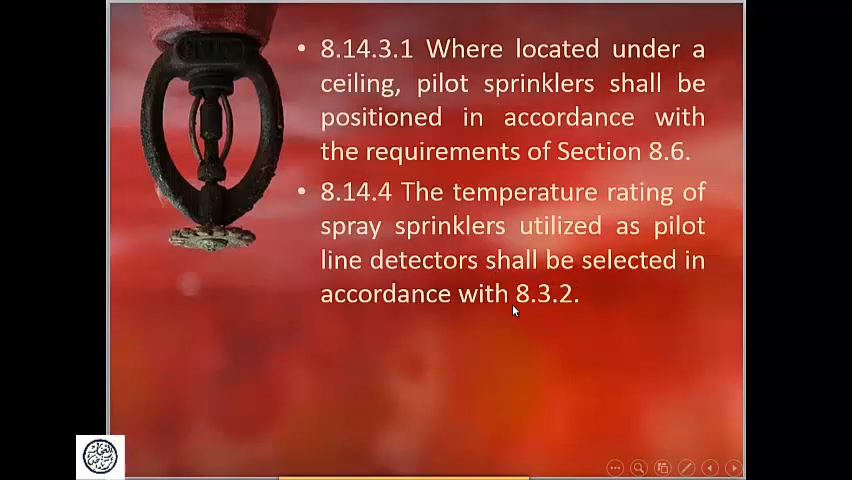 • 8.14.3.1 Where located under a
ceiling, pilot sprinklers shall be
positioned in accordance with
the requirements of Section 8.6.
• 8.14.4 The temperature rating of
spray sprinklers utilized as pilot
line detectors shall be selected in
accordance with 8.3.2.